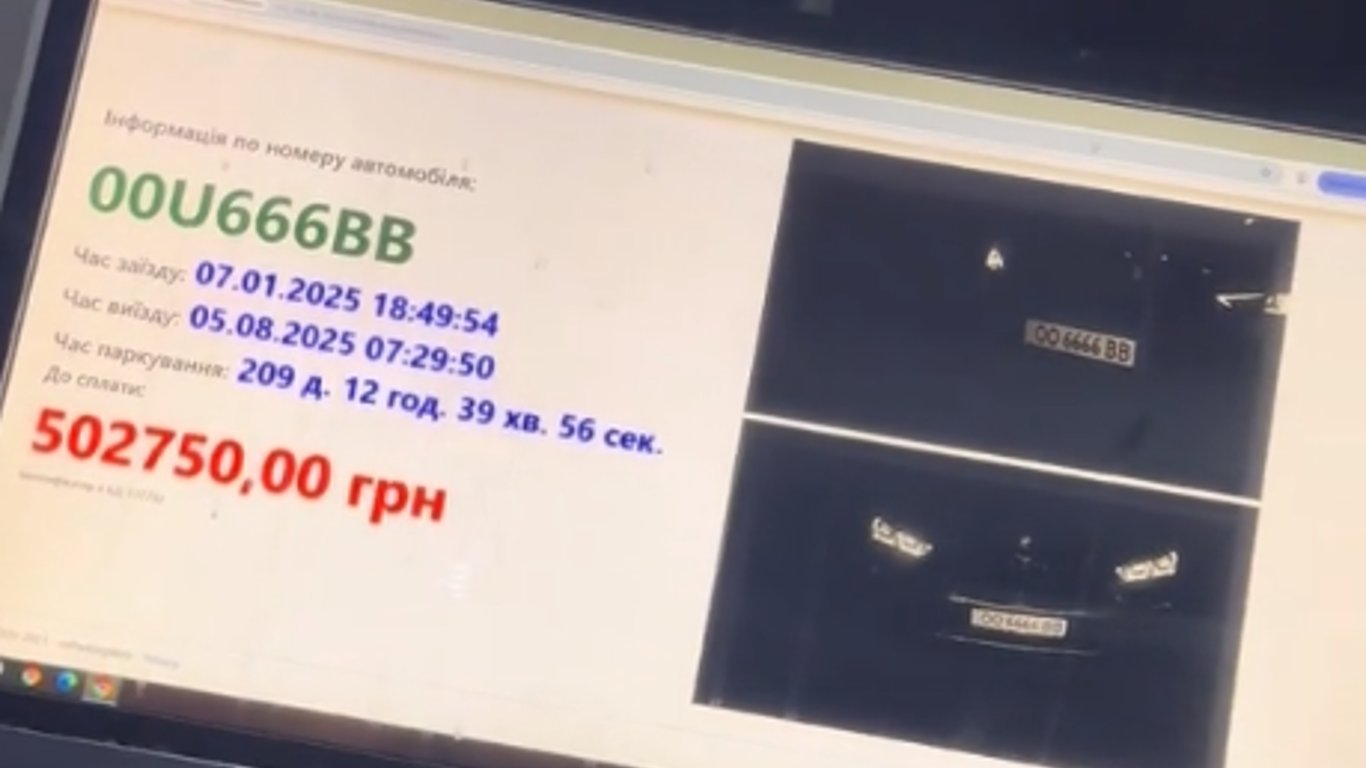 Інформація по номеру автомобіля:
00U666BB
Час заїзду: 07.01.2025 18:49:54
Час виїзду: 05.08.2025 07:29:50
Час паркування: 209 д. 12 год. 39 хв. 56 сек.
До сплати:
502750,00 грн
OO 6666 BB
OO 6666 BB